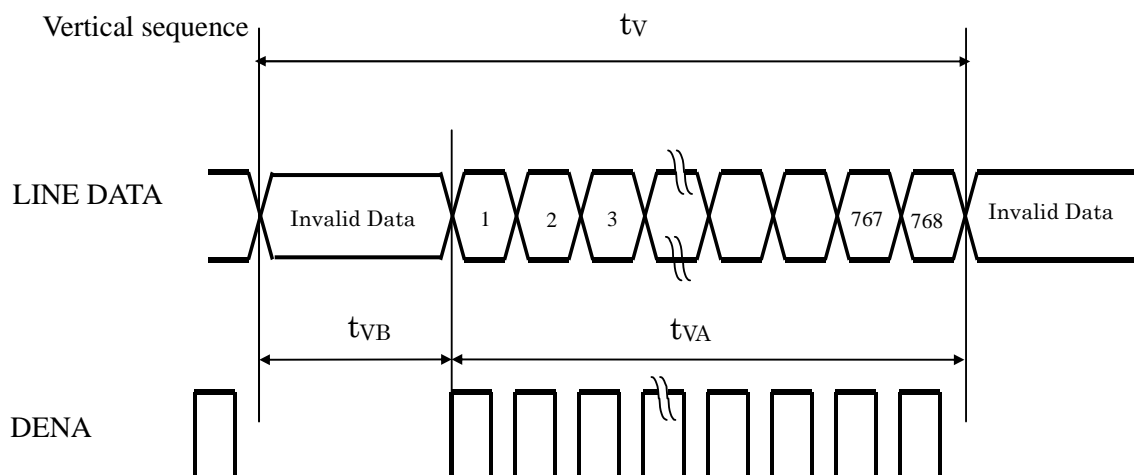 Vertical sequence
tV
LINE DATA
Invalid Data
1
2
3
767
768
Invalid Data
tVB
tVA
DENA